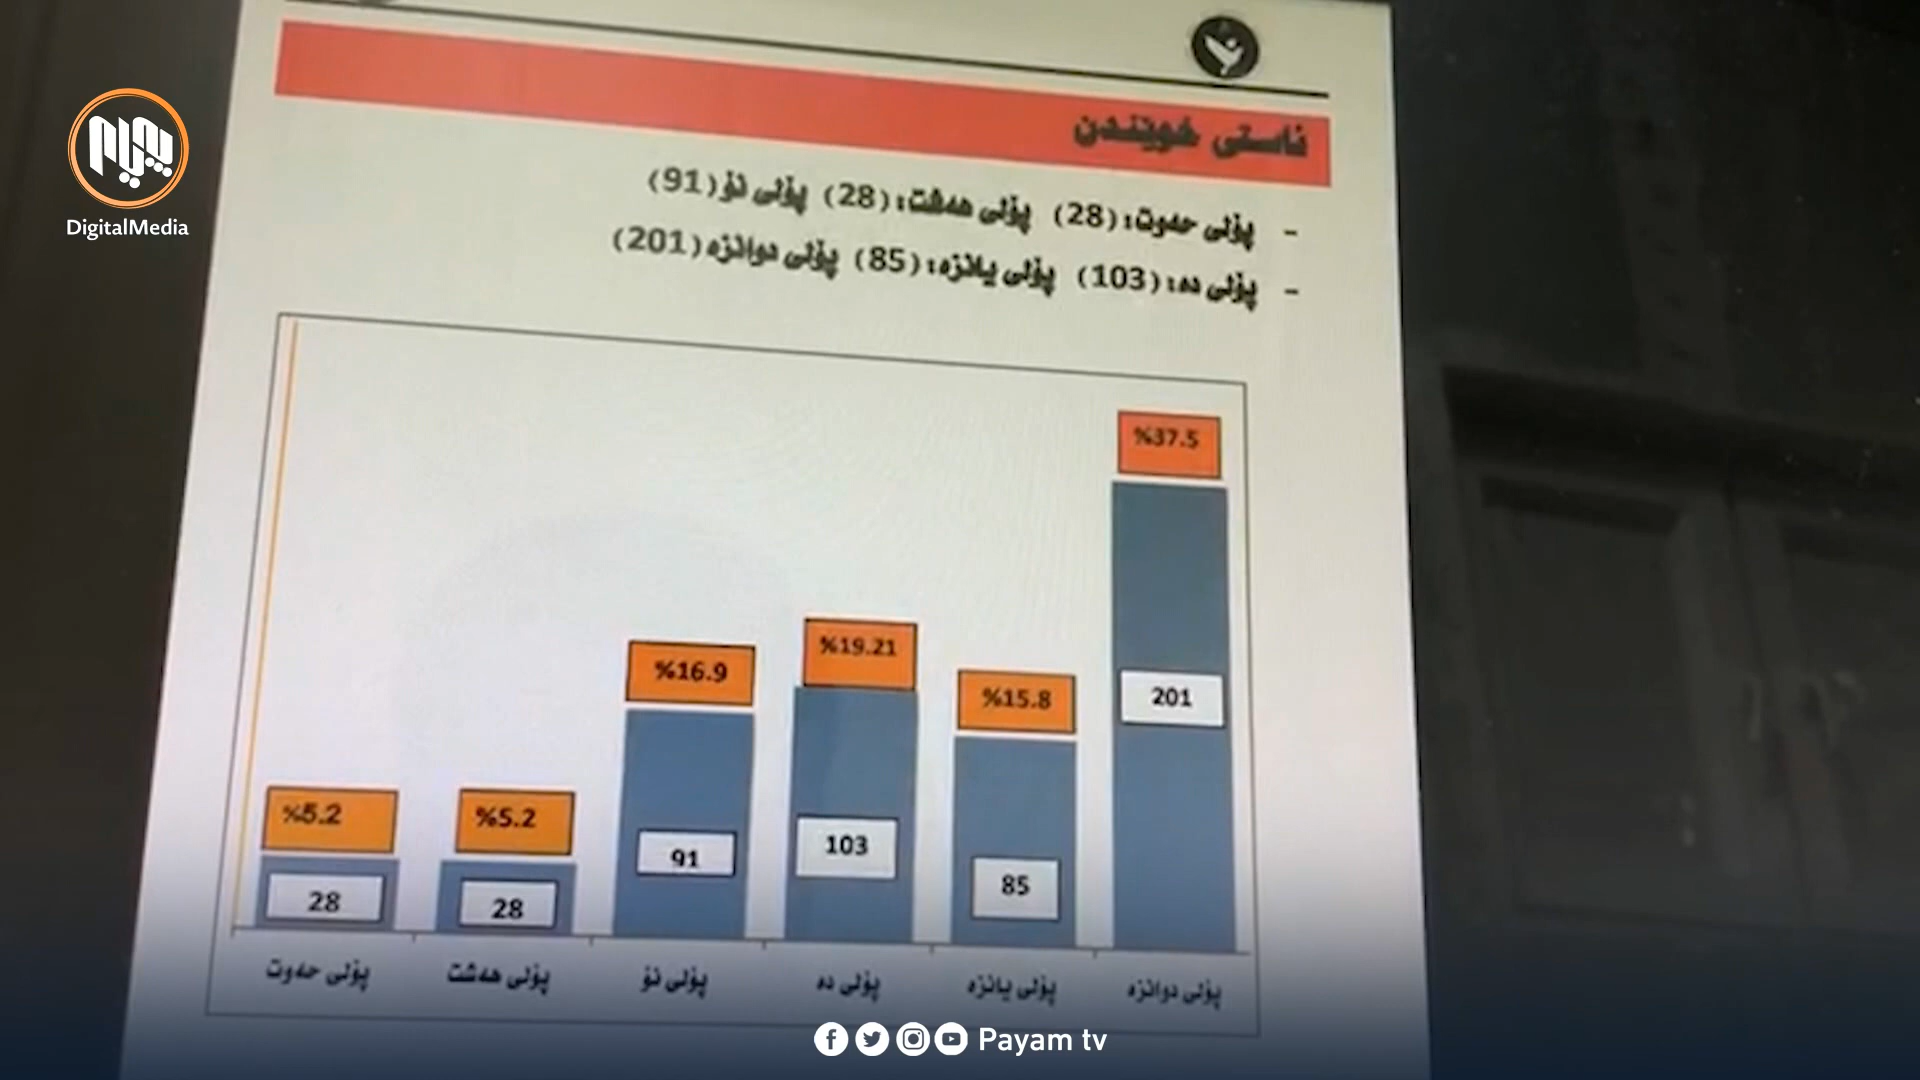 پەیام
DigitalMedia
ئاستی خوێندن
- پۆلی حەوت: (28) پۆلی هەشت: (28) پۆلی نۆ (91)
- پۆلی دە: (103) پۆلی یانزە: (85) پۆلی دوانزە (201)
%5.2
%5.2
%16.9
%19.21
%15.8
%37.5
28
28
91
103
85
201
پۆلی حەوت
پۆلی هەشت
پۆلی نۆ
پۆلی دە
پۆلی یانزە
پۆلی دوانزە
Payam tv